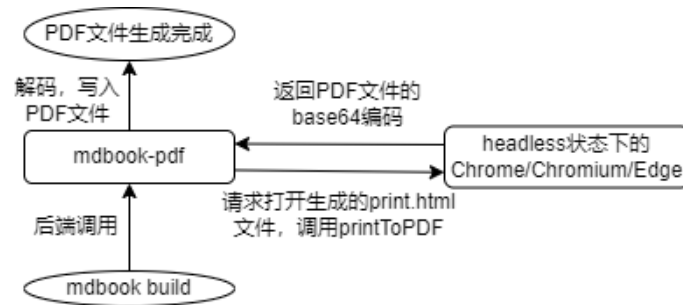 PDF文件生成完成
解码，写入
PDF文件
返回PDF文件的
base64编码
mdbook-pdf
headless状态下的
Chrome/Chromium/Edge
请求打开生成的print.html
文件，调用printToPDF
后端调用
mdbook build